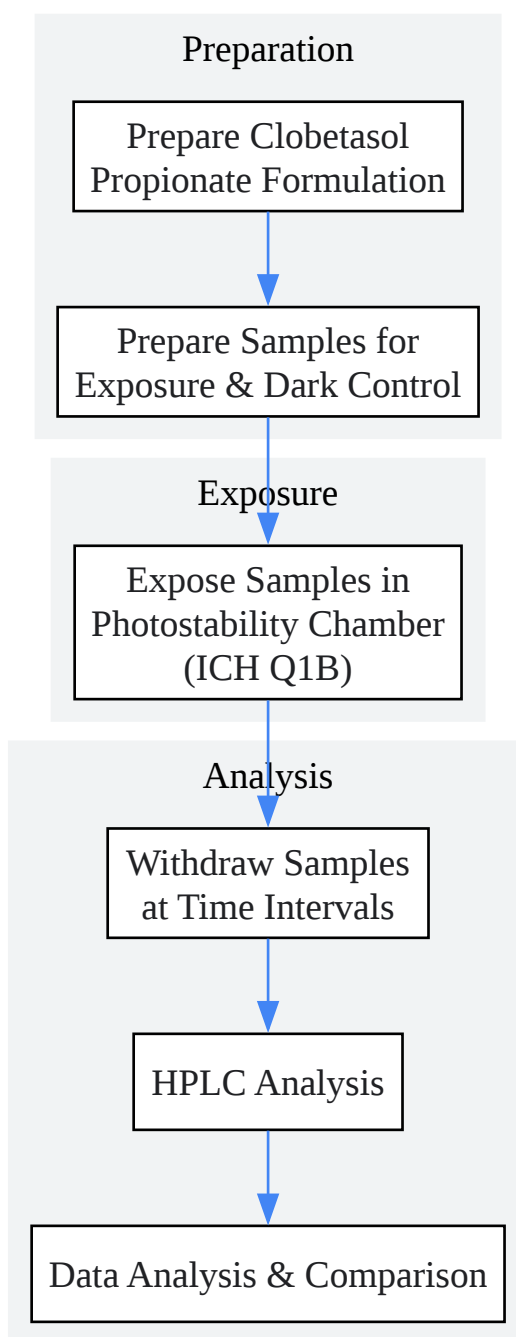 Preparation
Prepare Clobetasol
Propionate Formulation
Prepare Samples for
Exposure & Dark Control
Exposure
Expose Samples in
Photostability Chamber
(ICH Q1B)
Analysis
Withdraw Samples
at Time Intervals
HPLC Analysis
Data Analysis & Comparison